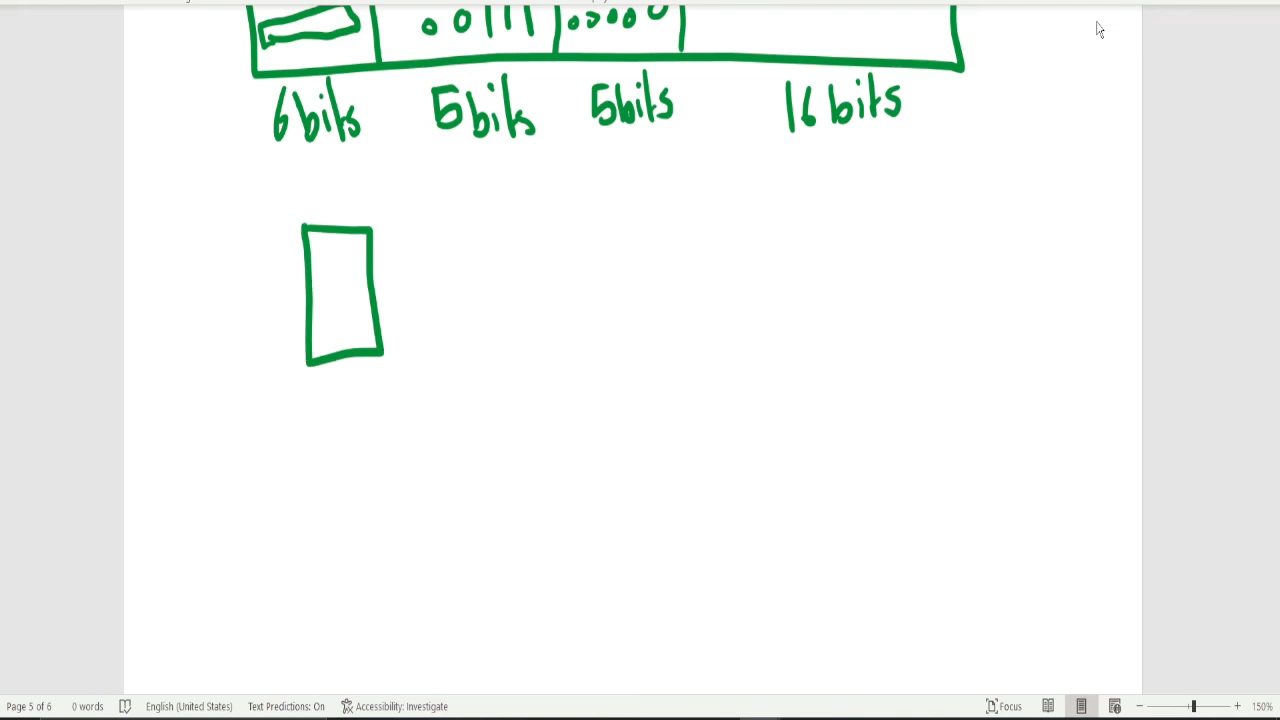 00111 00000
6 bits 5 bits 5 bits 16 bits
Page 5 of 6 0 words English (United States) Text Predictions: On Accessibility: Investigate Focus 150%